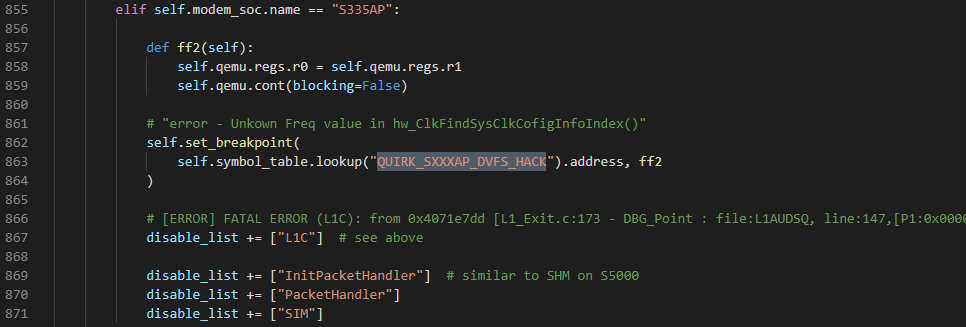 855 elif self.modem_soc.name == "S335AP":
856
857 def ff2(self):
858 self.qemu.regs.r0 = self.qemu.regs.r1
859 self.qemu.cont(blocking=False)
860
861 # "error - Unkown Freq value in hw_ClkFindSysClkCofigInfoIndex()"
862 self.set_breakpoint(
863 self.symbol_table.lookup("QUIRK_SXXXAP_DVFS_HACK").address, ff2
864 )
865
866 # [ERROR] FATAL ERROR (L1C): from 0x4071e7dd [L1_Exit.c:173 - DBG_Point : file:L1AUDSQ, line:147,[P1:0x0000
867 disable_list += ["L1C"] # see above
868
869 disable_list += ["InitPacketHandler"] # similar to SHM on S5000
870 disable_list += ["PacketHandler"]
871 disable_list += ["SIM"]